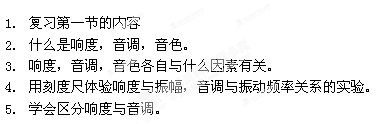 1. 复习第一节的内容
2. 什么是响度，音调，音色。
3. 响度，音调，音色各自与什么因素有关。
4. 用刻度尺体验响度与振幅，音调与振动频率关系的实验。
5. 学会区分响度与音调。